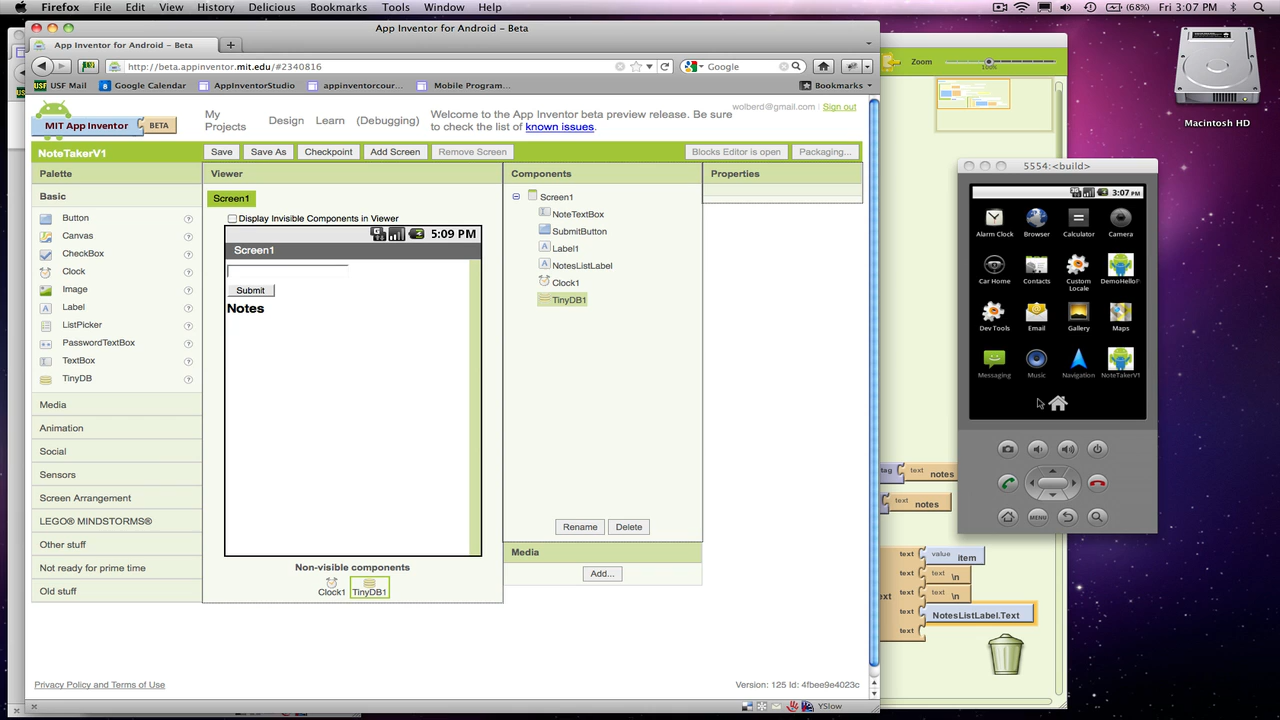 Firefox File Edit View History Delicious Bookmarks Tools Window Help
(68%) Fri 3:07 PM
App Inventor for Android - Beta
App Inventor for Android - Beta
http://beta.appinventor.mit.edu/#2340816
Google
USF Mail Google Calendar AppInventorStudio appinventorcour... Mobile Program... Bookmarks
wolberd@gmail.com | Sign out
MIT App Inventor BETA
My Projects Design Learn (Debugging)
Welcome to the App Inventor beta preview release. Be sure
to check the list of known issues.
NoteTakerV1 Save Save As Checkpoint Add Screen Remove Screen Blocks Editor is open Packaging...
Palette Viewer Components Properties
Basic
Button
Canvas
CheckBox
Clock
Image
Label
ListPicker
PasswordTextBox
TextBox
TinyDB
Media
Animation
Social
Sensors
Screen Arrangement
LEGO® MINDSTORMS®
Other stuff
Not ready for prime time
Old stuff
Screen1
Display Invisible Components in Viewer
5:09 PM
Screen1
Submit
Notes
Non-visible components
Clock1 TinyDB1
Screen1
NoteTextBox
SubmitButton
Label1
NotesListLabel
Clock1
TinyDB1
Rename Delete
Media
Add...
Privacy Policy and Terms of Use
Version: 125 Id: 4fbee9e4023c
YSlow
Zoom
100%
tag text notes
text notes
text value item
text text \n
ext text text \n
text NotesListLabel.Text
text
5554:<build>
3:07 PM
Alarm Clock Browser Calculator Camera
Car Home Contacts Custom Locale DemoHelloP
Dev Tools Email Gallery Maps
Messaging Music Navigation NoteTakerV1
MENU
Macintosh HD